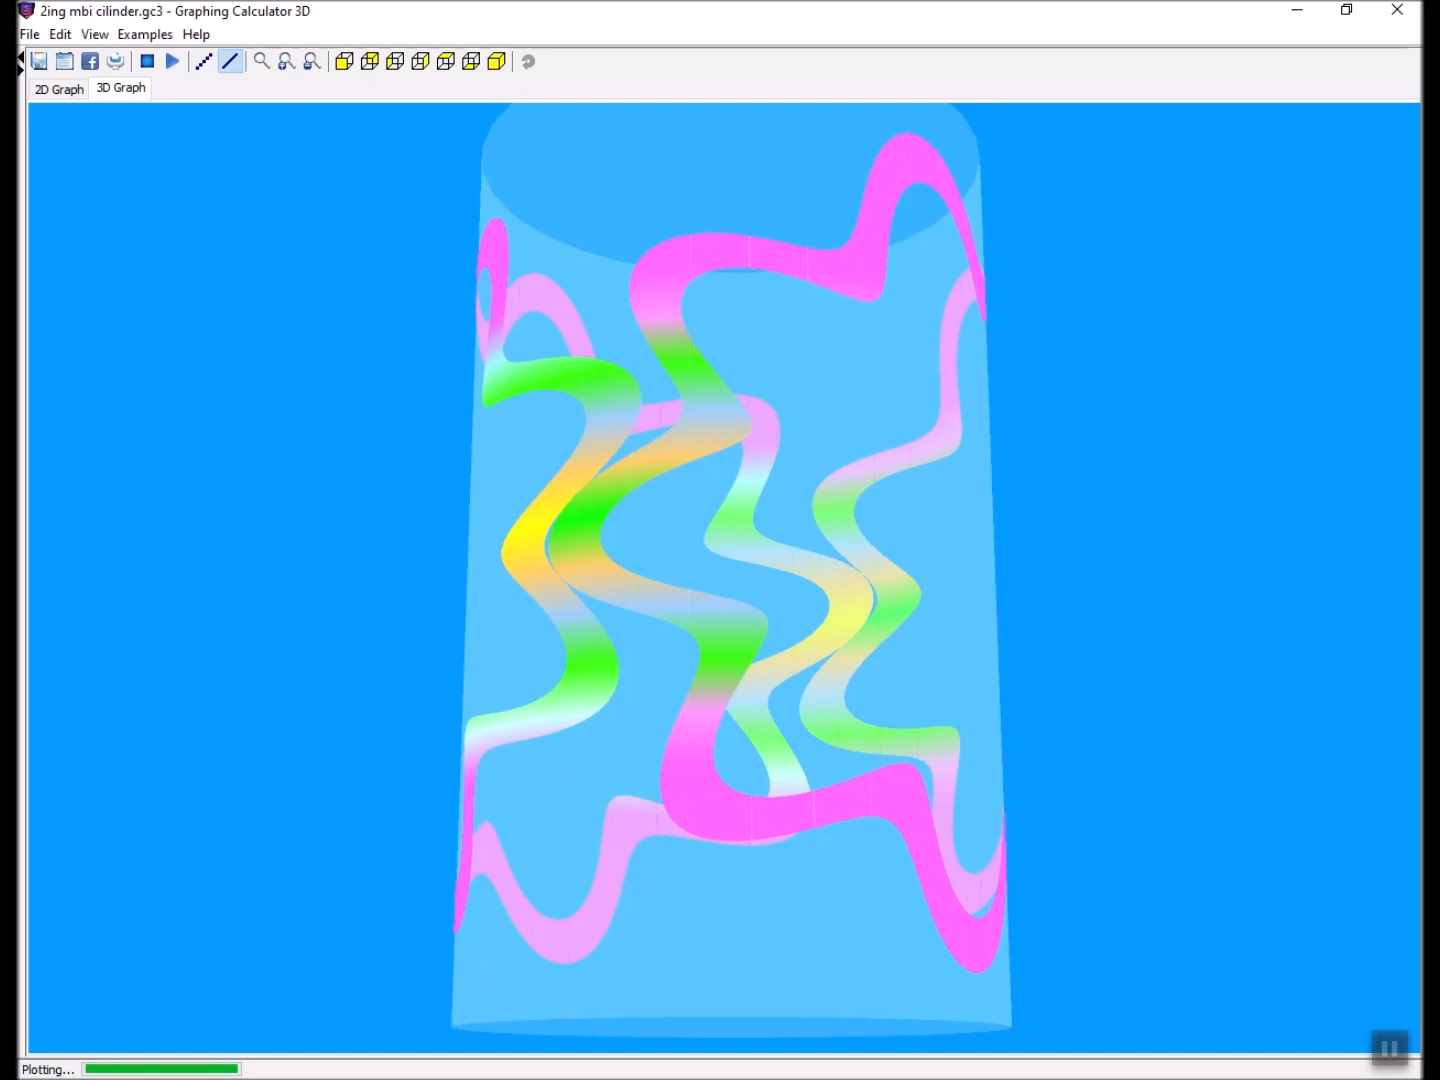 2ing mbi cilinder.gc3 - Graphing Calculator 3D
File Edit View Examples Help
2D Graph 3D Graph
Plotting...